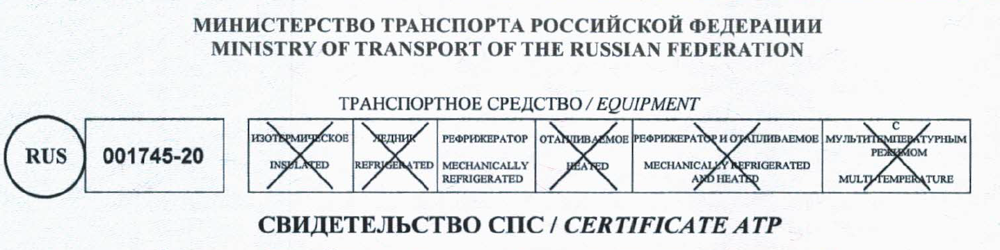 МИНИСТЕРСТВО ТРАНСПОРТА РОССИЙСКОЙ ФЕДЕРАЦИИ
MINISTRY OF TRANSPORT OF THE RUSSIAN FEDERATION
ТРАНСПОРТНОЕ СРЕДСТВО / EQUIPMENT
RUS
001745-20
ИЗОТЕРМИЧЕСКОЕ
INSULATED
ЛЕДНИК
REFRIGERATED
РЕФРИЖЕРАТОР
MECHANICALLY
REFRIGERATED
ОТАПЛИВАЕМОЕ
HEATED
РЕФРИЖЕРАТОР И ОТАПЛИВАЕМОЕ
MECHANICALLY REFRIGERATED
AND HEATED
С
МУЛЬТИТЕМПЕРАТУРНЫМ
РЕЖИМОМ
MULTI-TEMPERATURE
СВИДЕТЕЛЬСТВО СПС / CERTIFICATE ATP